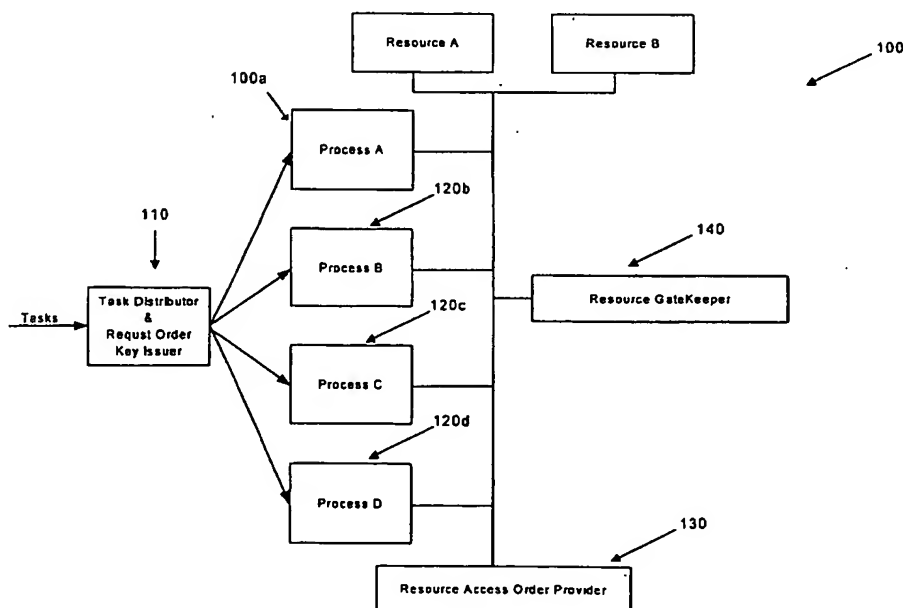 Resource A
Resource B
100
100a
Process A
120b
110
Process B
140
Task Distributor
&
Requst Order
Key Issuer
Tasks
Resource GateKeeper
120c
Process C
120d
Process D
130
Resource Access Order Provider